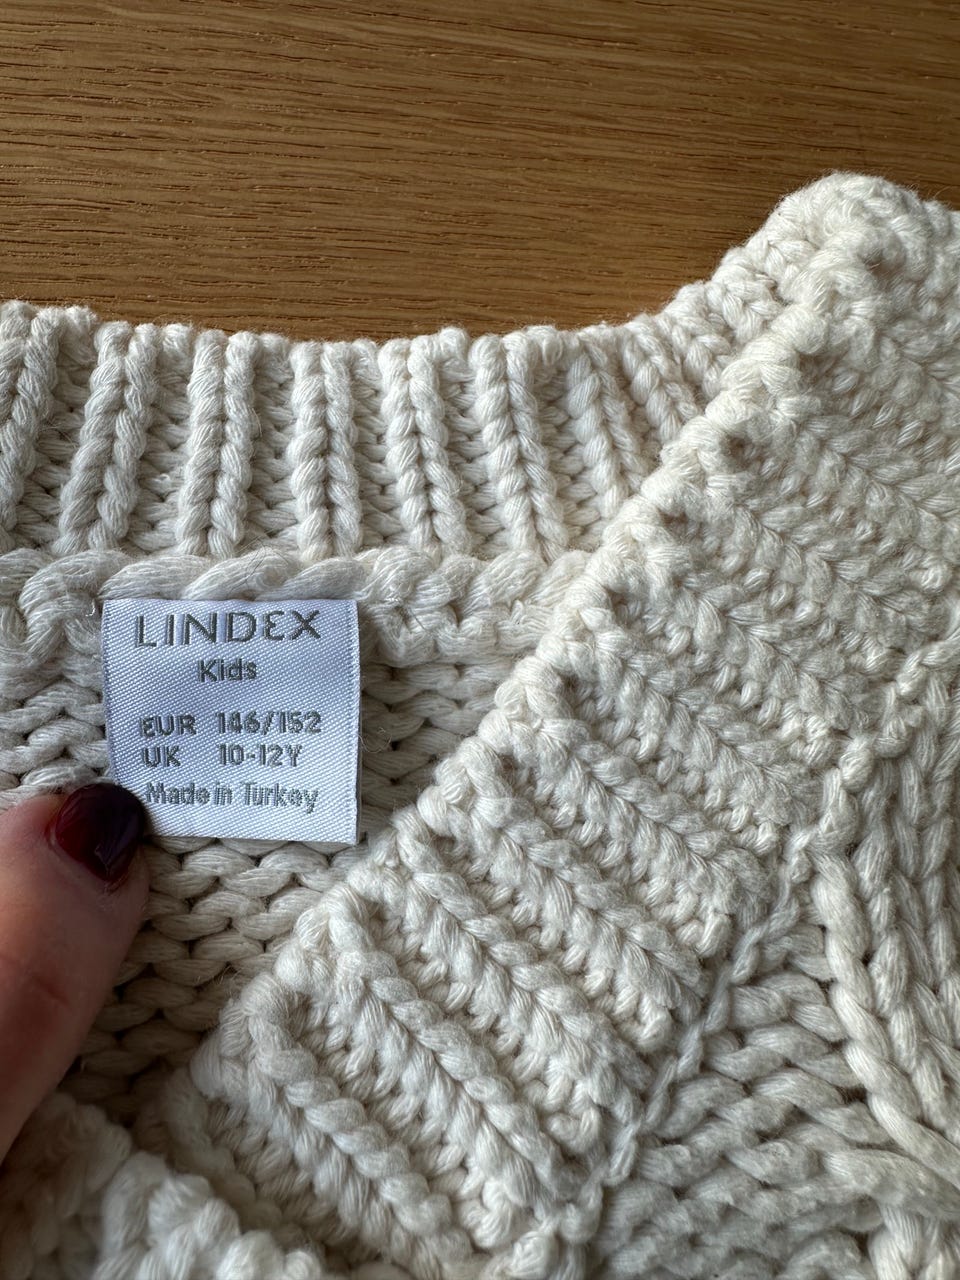 LINDEX
Kids
EUR 146/152
UK 10-12Y
Made in Turkey